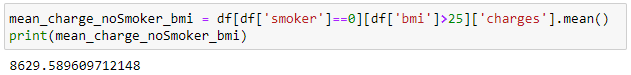 mean_charge_noSmoker_bmi = df[df['smoker']==0][df['bmi']>25]['charges'].mean()
print(mean_charge_noSmoker_bmi)
8629.589609712148